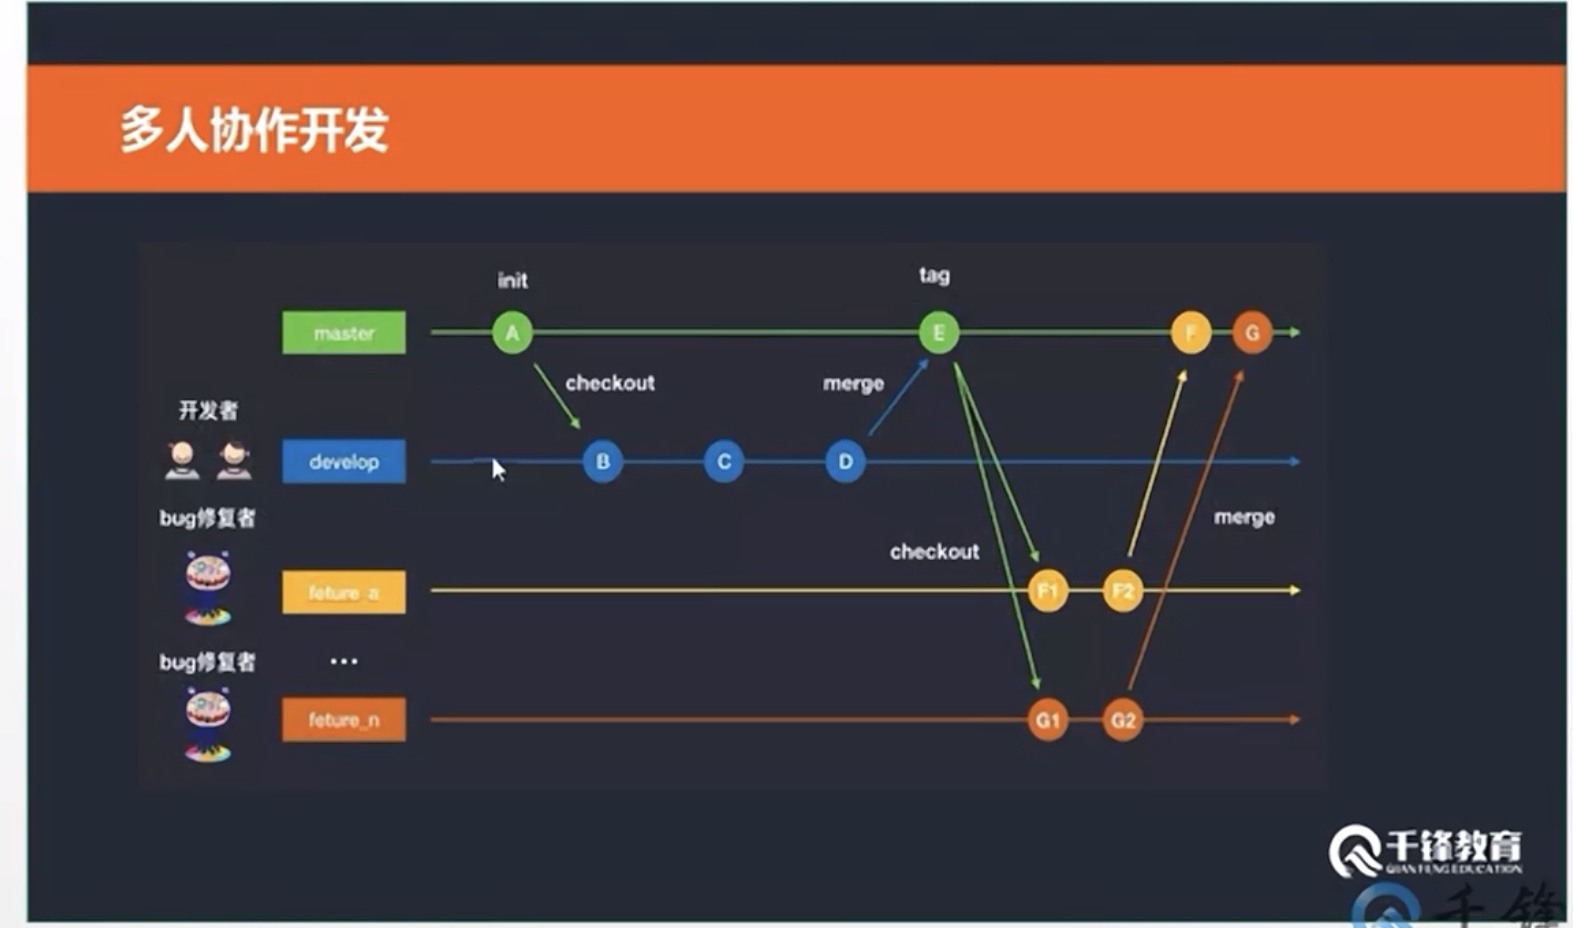 多人协作开发
init
tag
master
A
E
F
G
checkout
merge
开发者
develop
B
C
D
bug修复者
merge
checkout
feture_a
F1
F2
bug修复者
...
feture_n
G1
G2
千锋教育
QIANFENG EDUCATION
千锋